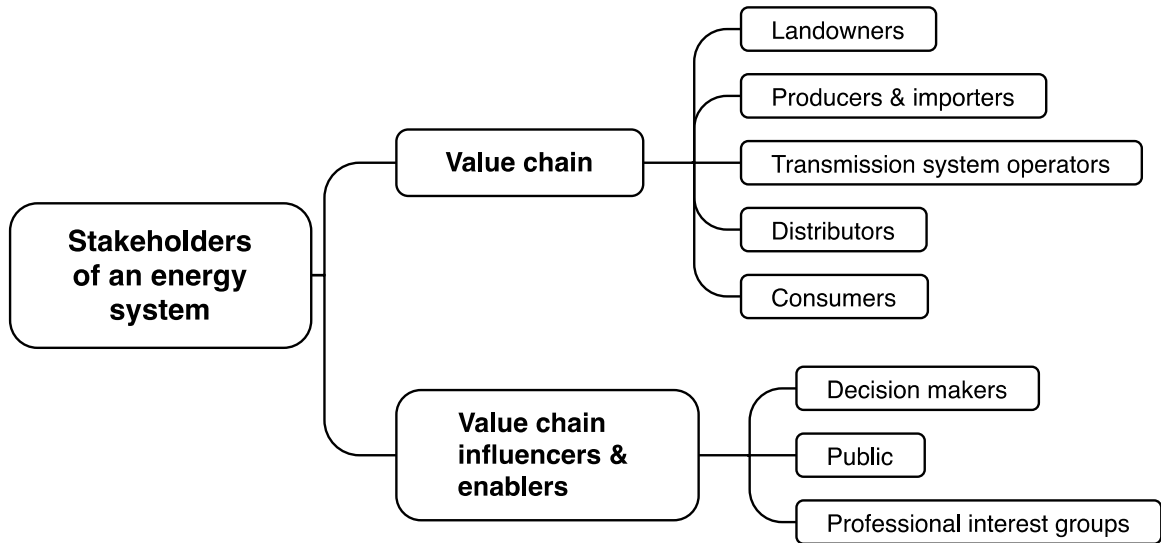 Stakeholders
of an energy
system
Value chain
Landowners
Producers & importers
Transmission system operators
Distributors
Consumers
Value chain
influencers &
enablers
Decision makers
Public
Professional interest groups